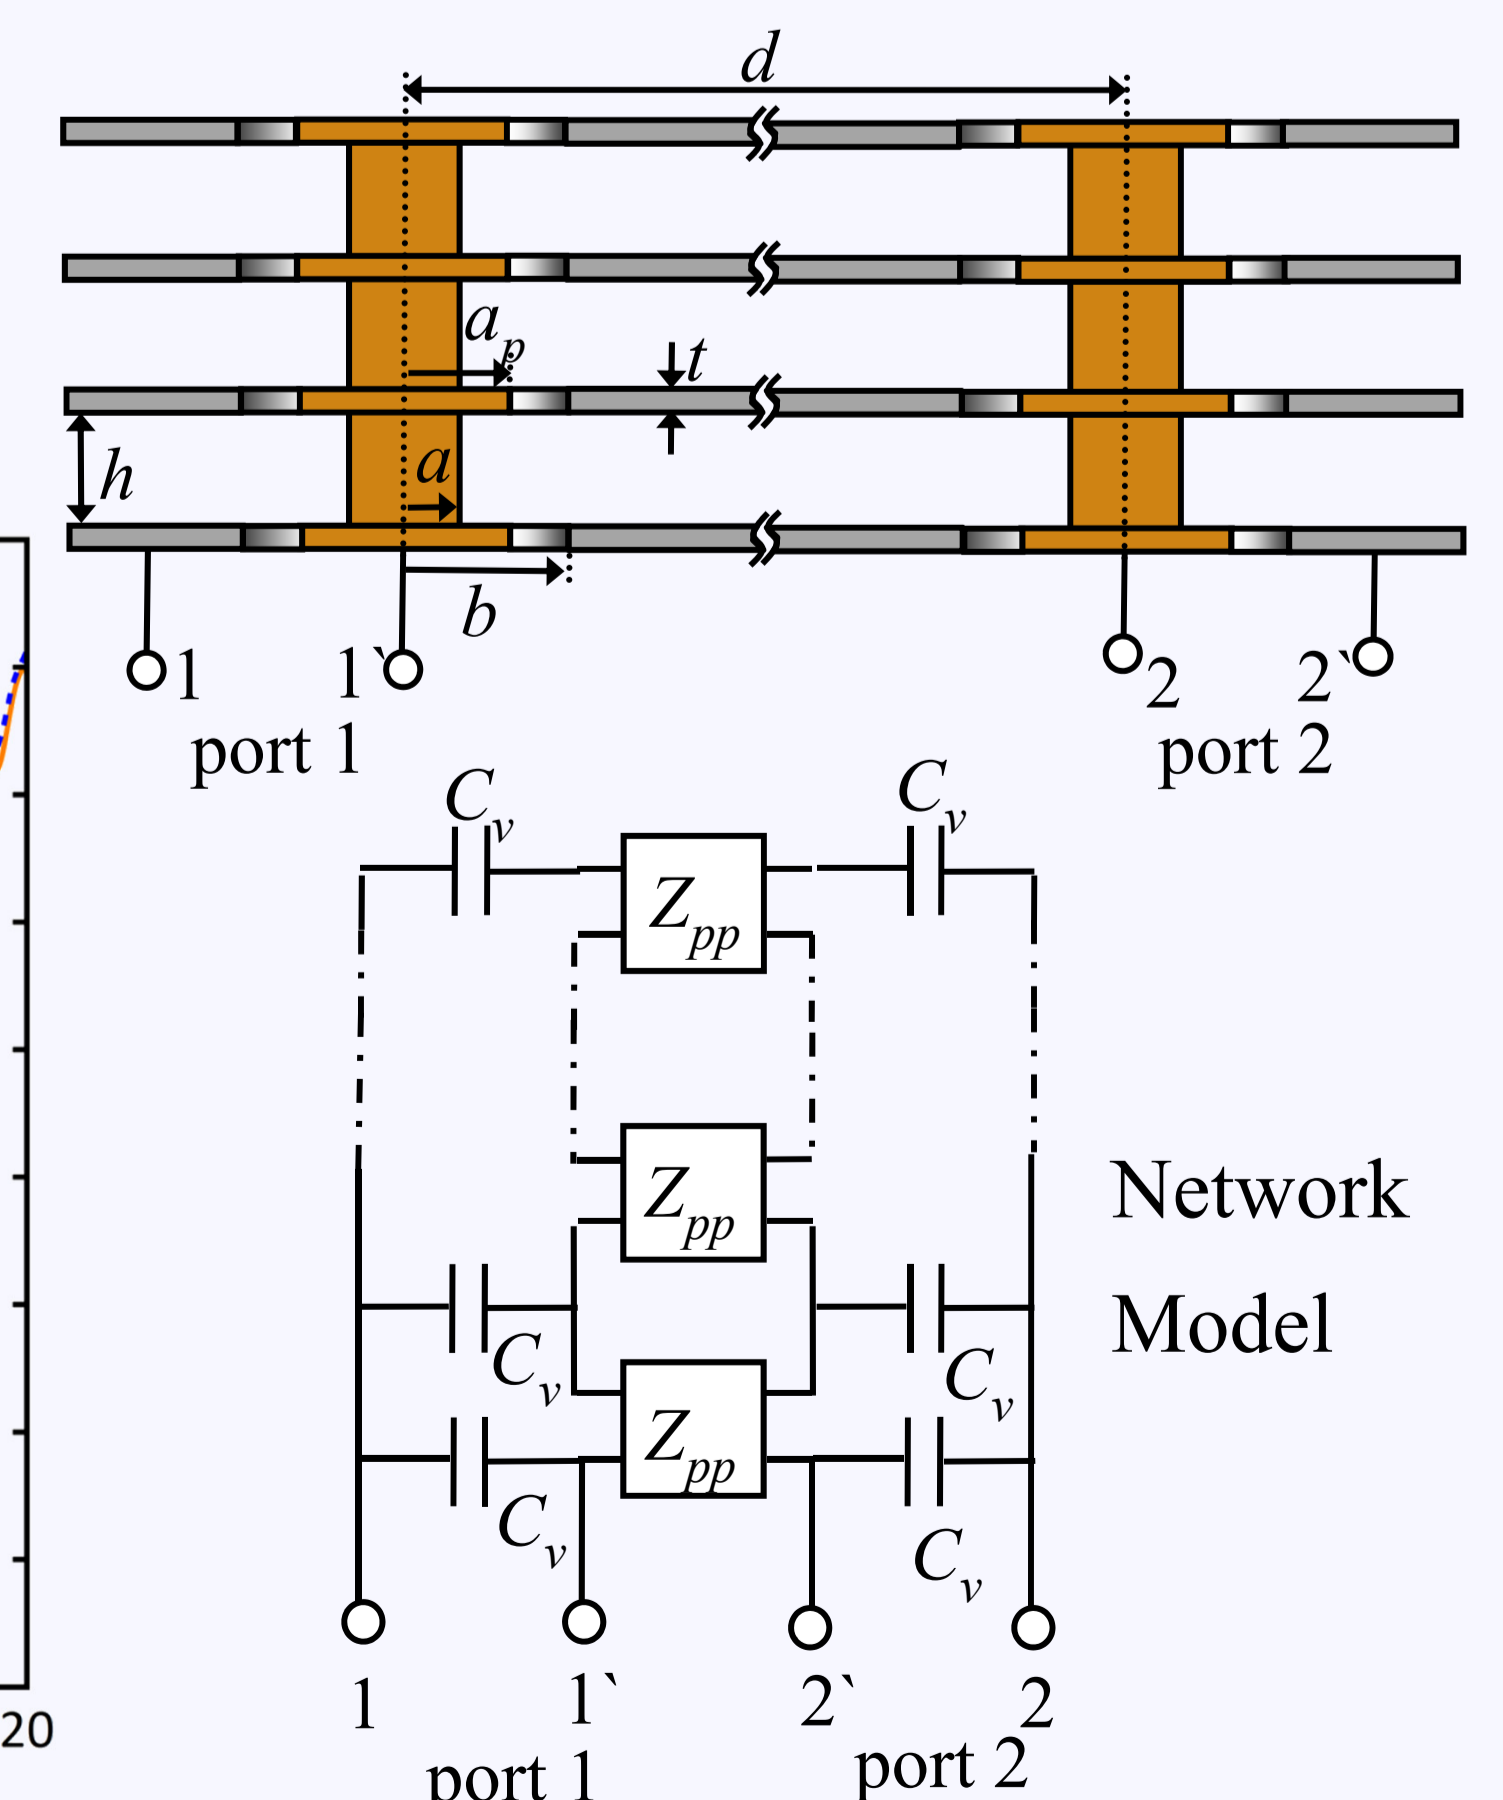 d
a_p
t
h
a
b
1 1` 2 2`
port 1 port 2
C_v C_v
Z_pp
Z_pp
Network
Model
C_v C_v
Z_pp
C_v C_v
20
1 1` 2` 2
port 1 port 2